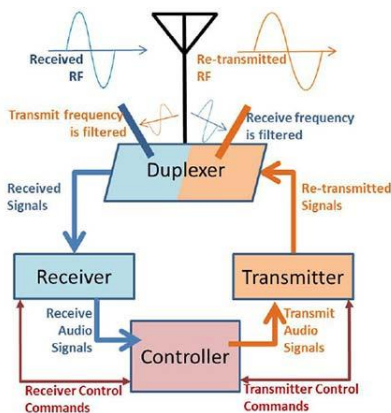 Received
RF
Re-transmitted
RF
Transmit frequency
is filtered
Receive frequency
is filtered
Duplexer
Received
Signals
Re-transmitted
Signals
Receiver
Transmitter
Receive
Audio
Signals
Transmit
Audio
Signals
Controller
Receiver Control
Commands
Transmitter Control
Commands